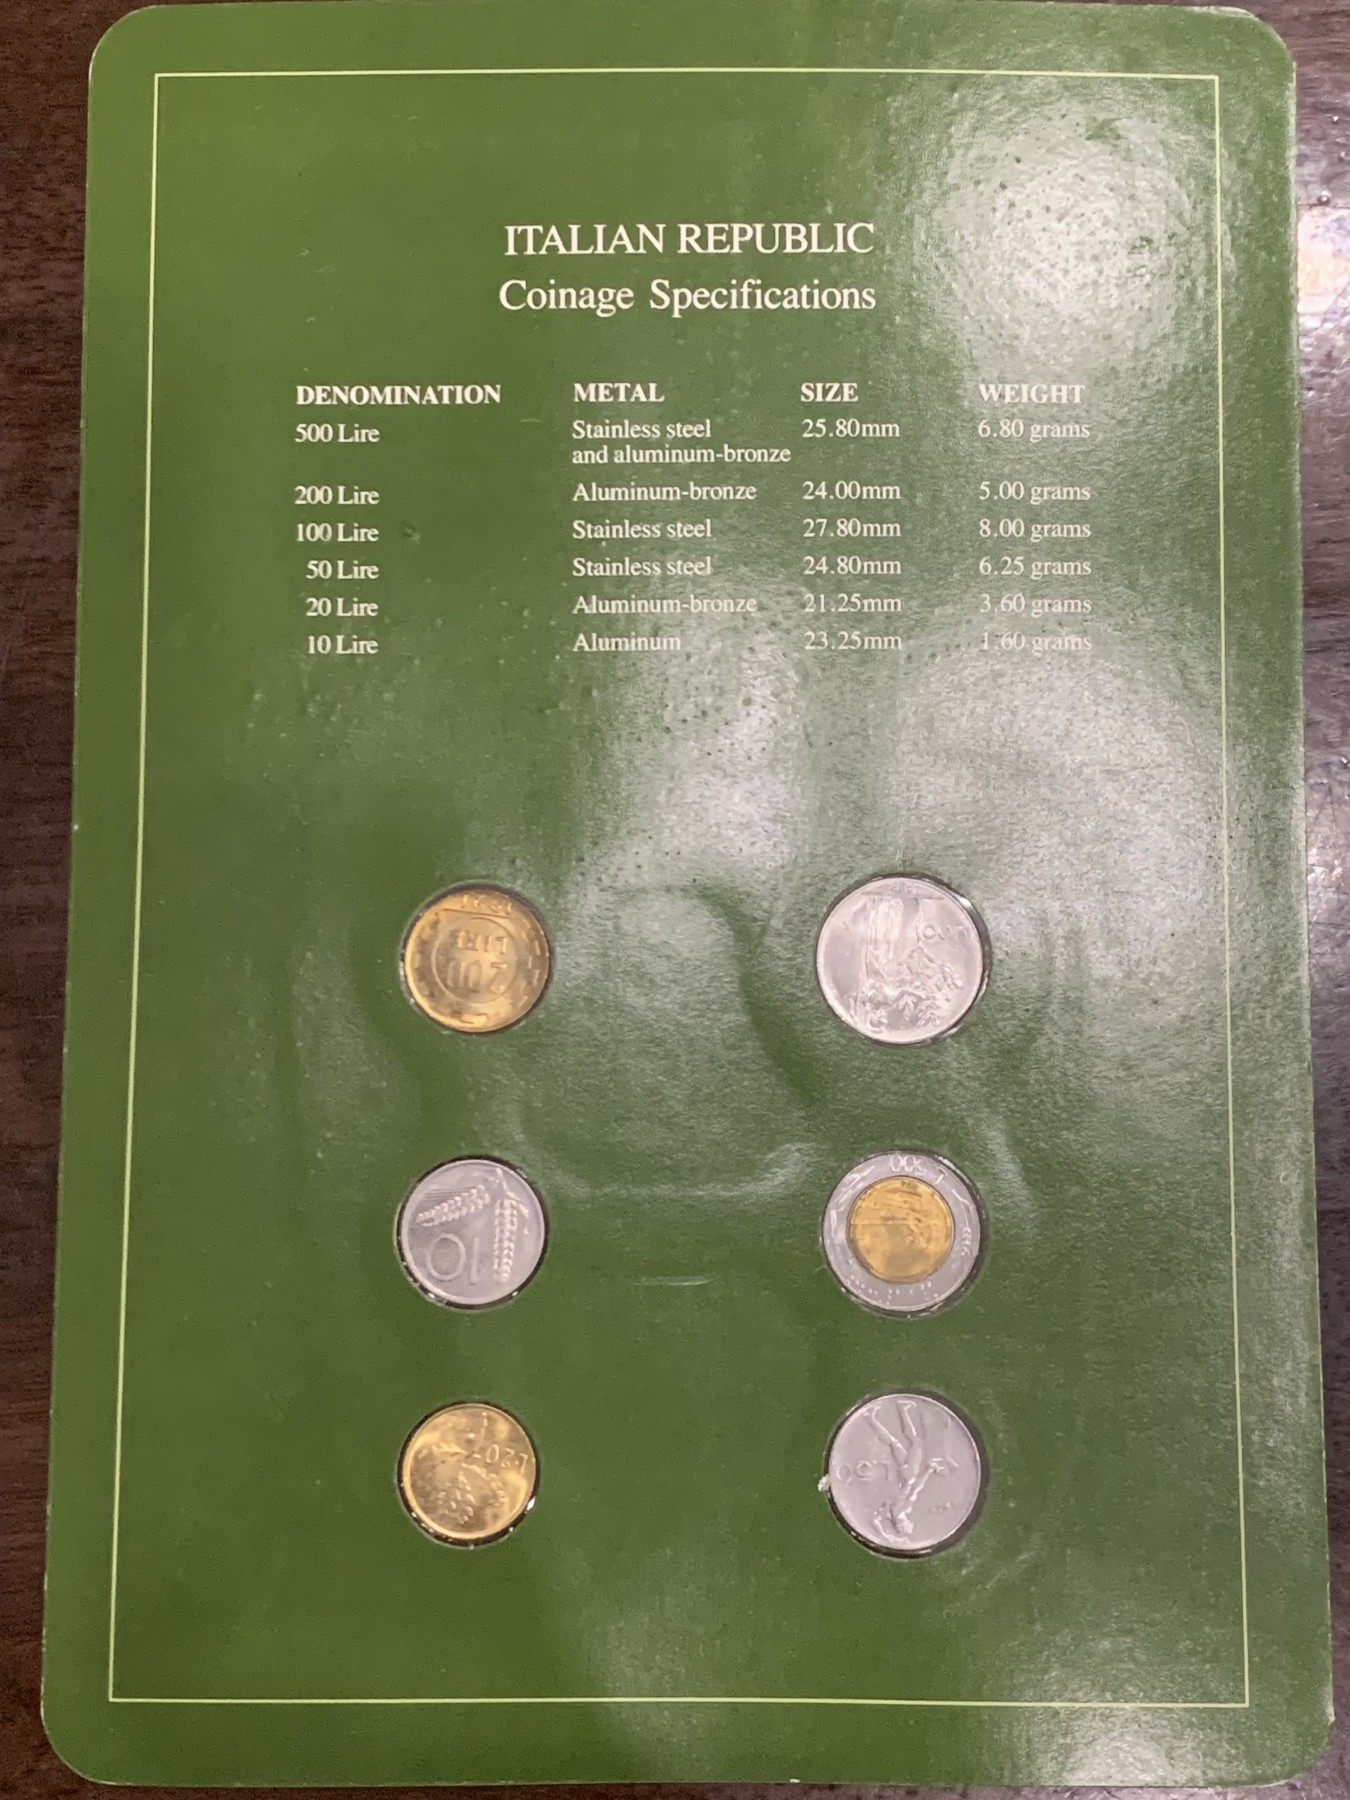 ITALIAN REPUBLIC
Coinage Specifications
DENOMINATION METAL SIZE WEIGHT
500 Lire Stainless steel 25.80mm 6.80 grams
and aluminum-bronze
200 Lire Aluminum-bronze 24.00mm 5.00 grams
100 Lire Stainless steel 27.80mm 8.00 grams
50 Lire Stainless steel 24.80mm 6.25 grams
20 Lire Aluminum-bronze 21.25mm 3.60 grams
10 Lire Aluminum 23.25mm 1.60 grams
200 LIRE
L.100
10
L. 500
L.20
L.50